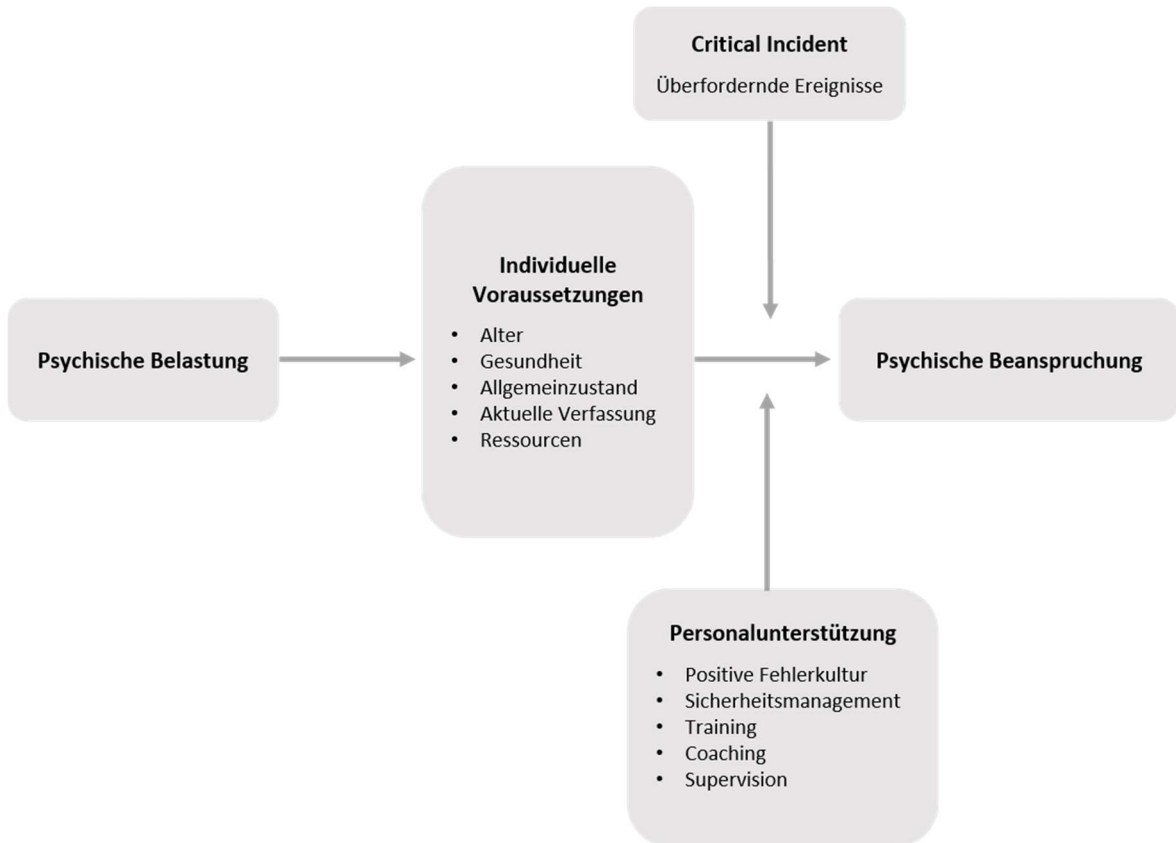 Critical Incident
Überfordernde Ereignisse
Individuelle
Voraussetzungen
• Alter
• Gesundheit
• Allgemeinzustand
• Aktuelle Verfassung
• Ressourcen
Psychische Belastung
Psychische Beanspruchung
Personalunterstützung
• Positive Fehlerkultur
• Sicherheitsmanagement
• Training
• Coaching
• Supervision